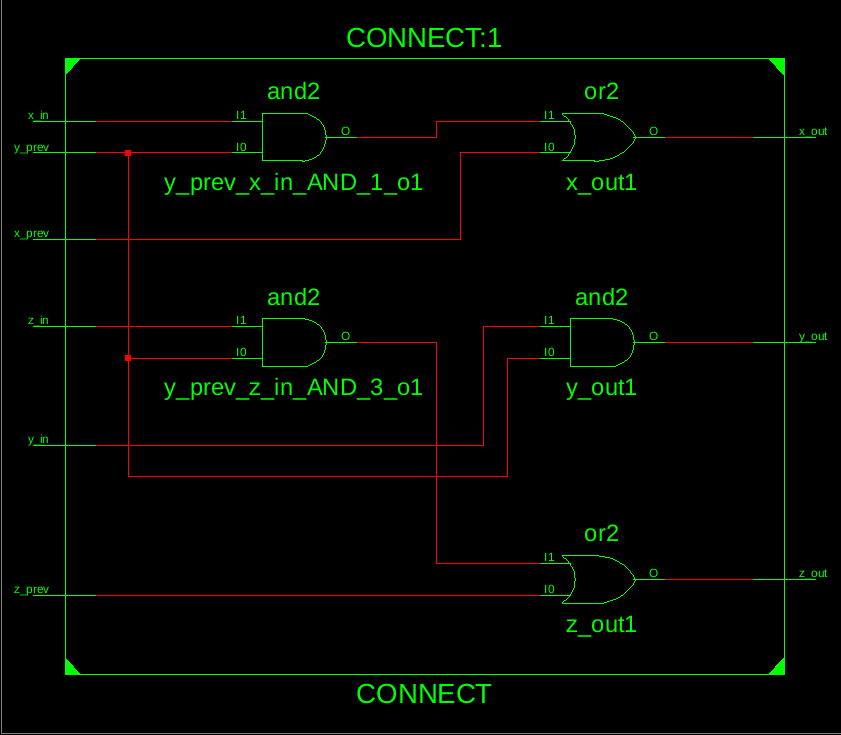 CONNECT:1
and2
or2
x_in
I1
O
I1
O
x_out
y_prev
I0
I0
y_prev_x_in_AND_1_o1
x_out1
x_prev
and2
and2
z_in
I1
O
I1
O
y_out
I0
I0
y_prev_z_in_AND_3_o1
y_out1
y_in
or2
I1
O
z_out
z_prev
I0
z_out1
CONNECT